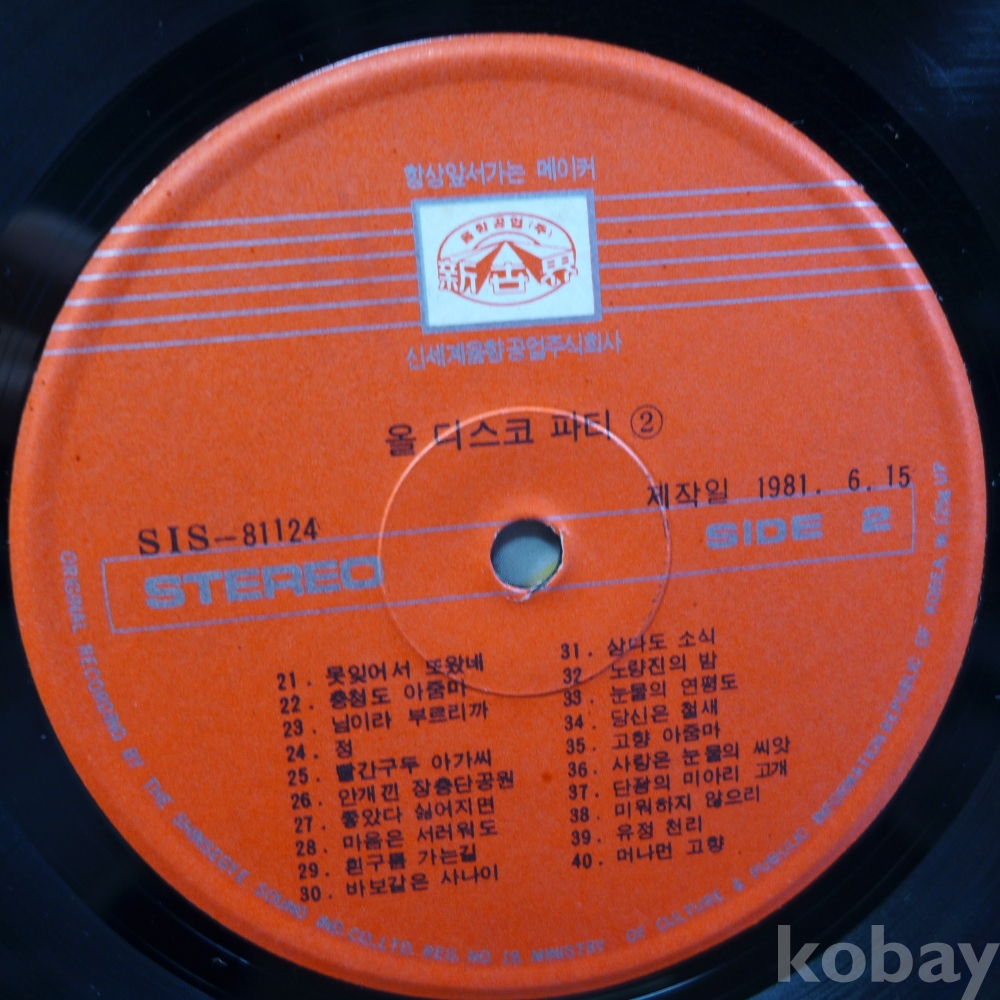 항상앞서가는 메이커
음향공업(주)
新世界
신세계음향공업주식회사
올 디스코 파티 ②
제작일 1981. 6. 15
SIS-81124
SIDE 2
STEREO
21. 못잊어서 또왔네
22. 충청도 아줌마
23. 님이라 부르리까
24. 정
25. 빨간구두 아가씨
26. 안개낀 장충단공원
27. 좋았다 싫어지면
28. 마음은 서러워도
29. 흰구름 가는길
30. 바보같은 사나이
31. 삼다도 소식
32. 노량진의 밤
33. 눈물의 연평도
34. 당신은 철새
35. 고향 아줌마
36. 사랑은 눈물의 씨앗
37. 단장의 미아리 고개
38. 미워하지 않으리
39. 유정 천리
40. 머나먼 고향
ORIGINAL RECORDING BY THE SHINSEGYE SOUND IND.CO.,LTD. REG. NO 13. MINISTRY OF CULTURE & PUBULIC INFORMATION REPUBLIC OF KOREA
kobay